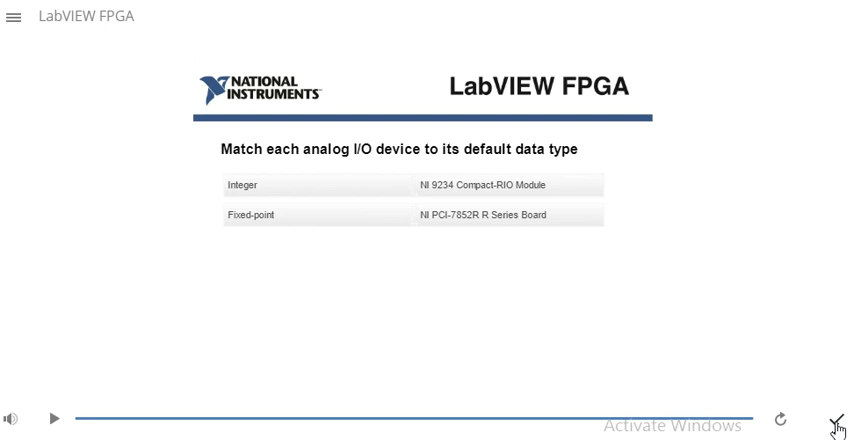 LabVIEW FPGA
NATIONAL
INSTRUMENTS™
LabVIEW FPGA
Match each analog I/O device to its default data type
Integer NI 9234 Compact-RIO Module
Fixed-point NI PCI-7852R R Series Board
Activate Windows